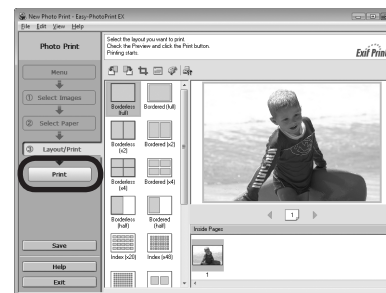 New Photo Print - Easy-PhotoPrint EX
File Edit View Help
Photo Print
Select the layout you want to print.
Check the Preview and click the Print button.
Printing starts.
Exif Print
Menu
① Select Images
② Select Paper
③ Layout/Print
Print
Save
Help
Exit
Borderless (full)
Bordered (full)
Borderless (x2)
Bordered (x2)
Borderless (x4)
Bordered (x4)
Borderless (half)
Bordered (half)
Index (x20)
Index (x48)
1
Inside Pages
1